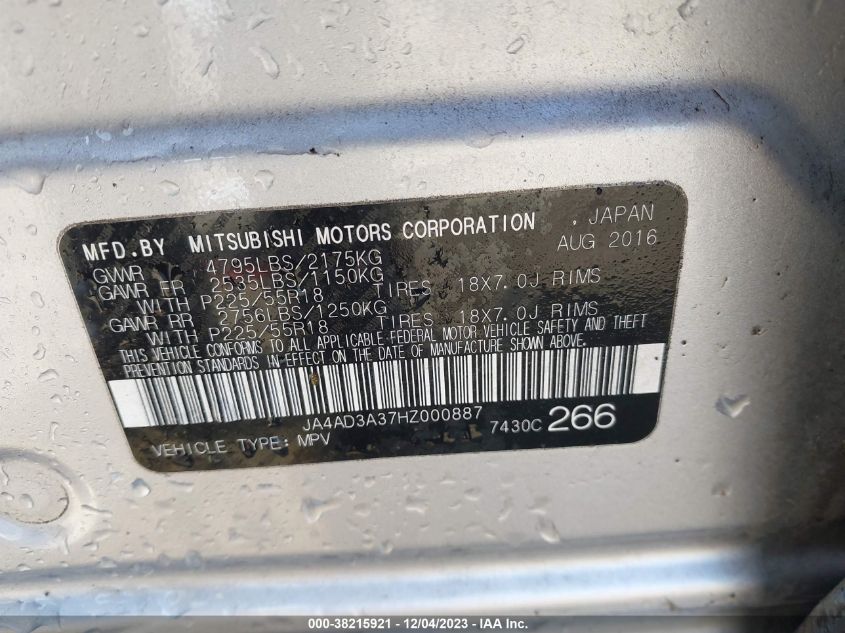 MFD.BY MITSUBISHI MOTORS CORPORATION , JAPAN
AUG 2016
GVWR 4795LBS/2175KG
GAWR FR 2535LBS/1150KG
WITH P225/55R18 TIRES 18X7.0J RIMS
GAWR RR 2756LBS/1250KG
WITH P225/55R18 TIRES 18X7.0J RIMS
THIS VEHICLE CONFORMS TO ALL APPLICABLE FEDERAL MOTOR VEHICLE SAFETY AND THEFT
PREVENTION STANDARDS IN EFFECT ON THE DATE OF MANUFACTURE SHOWN ABOVE.
JA4AD3A37HZ000887
VEHICLE TYPE: MPV 7430C 266
000-38215921 - 12/04/2023 - IAA Inc.